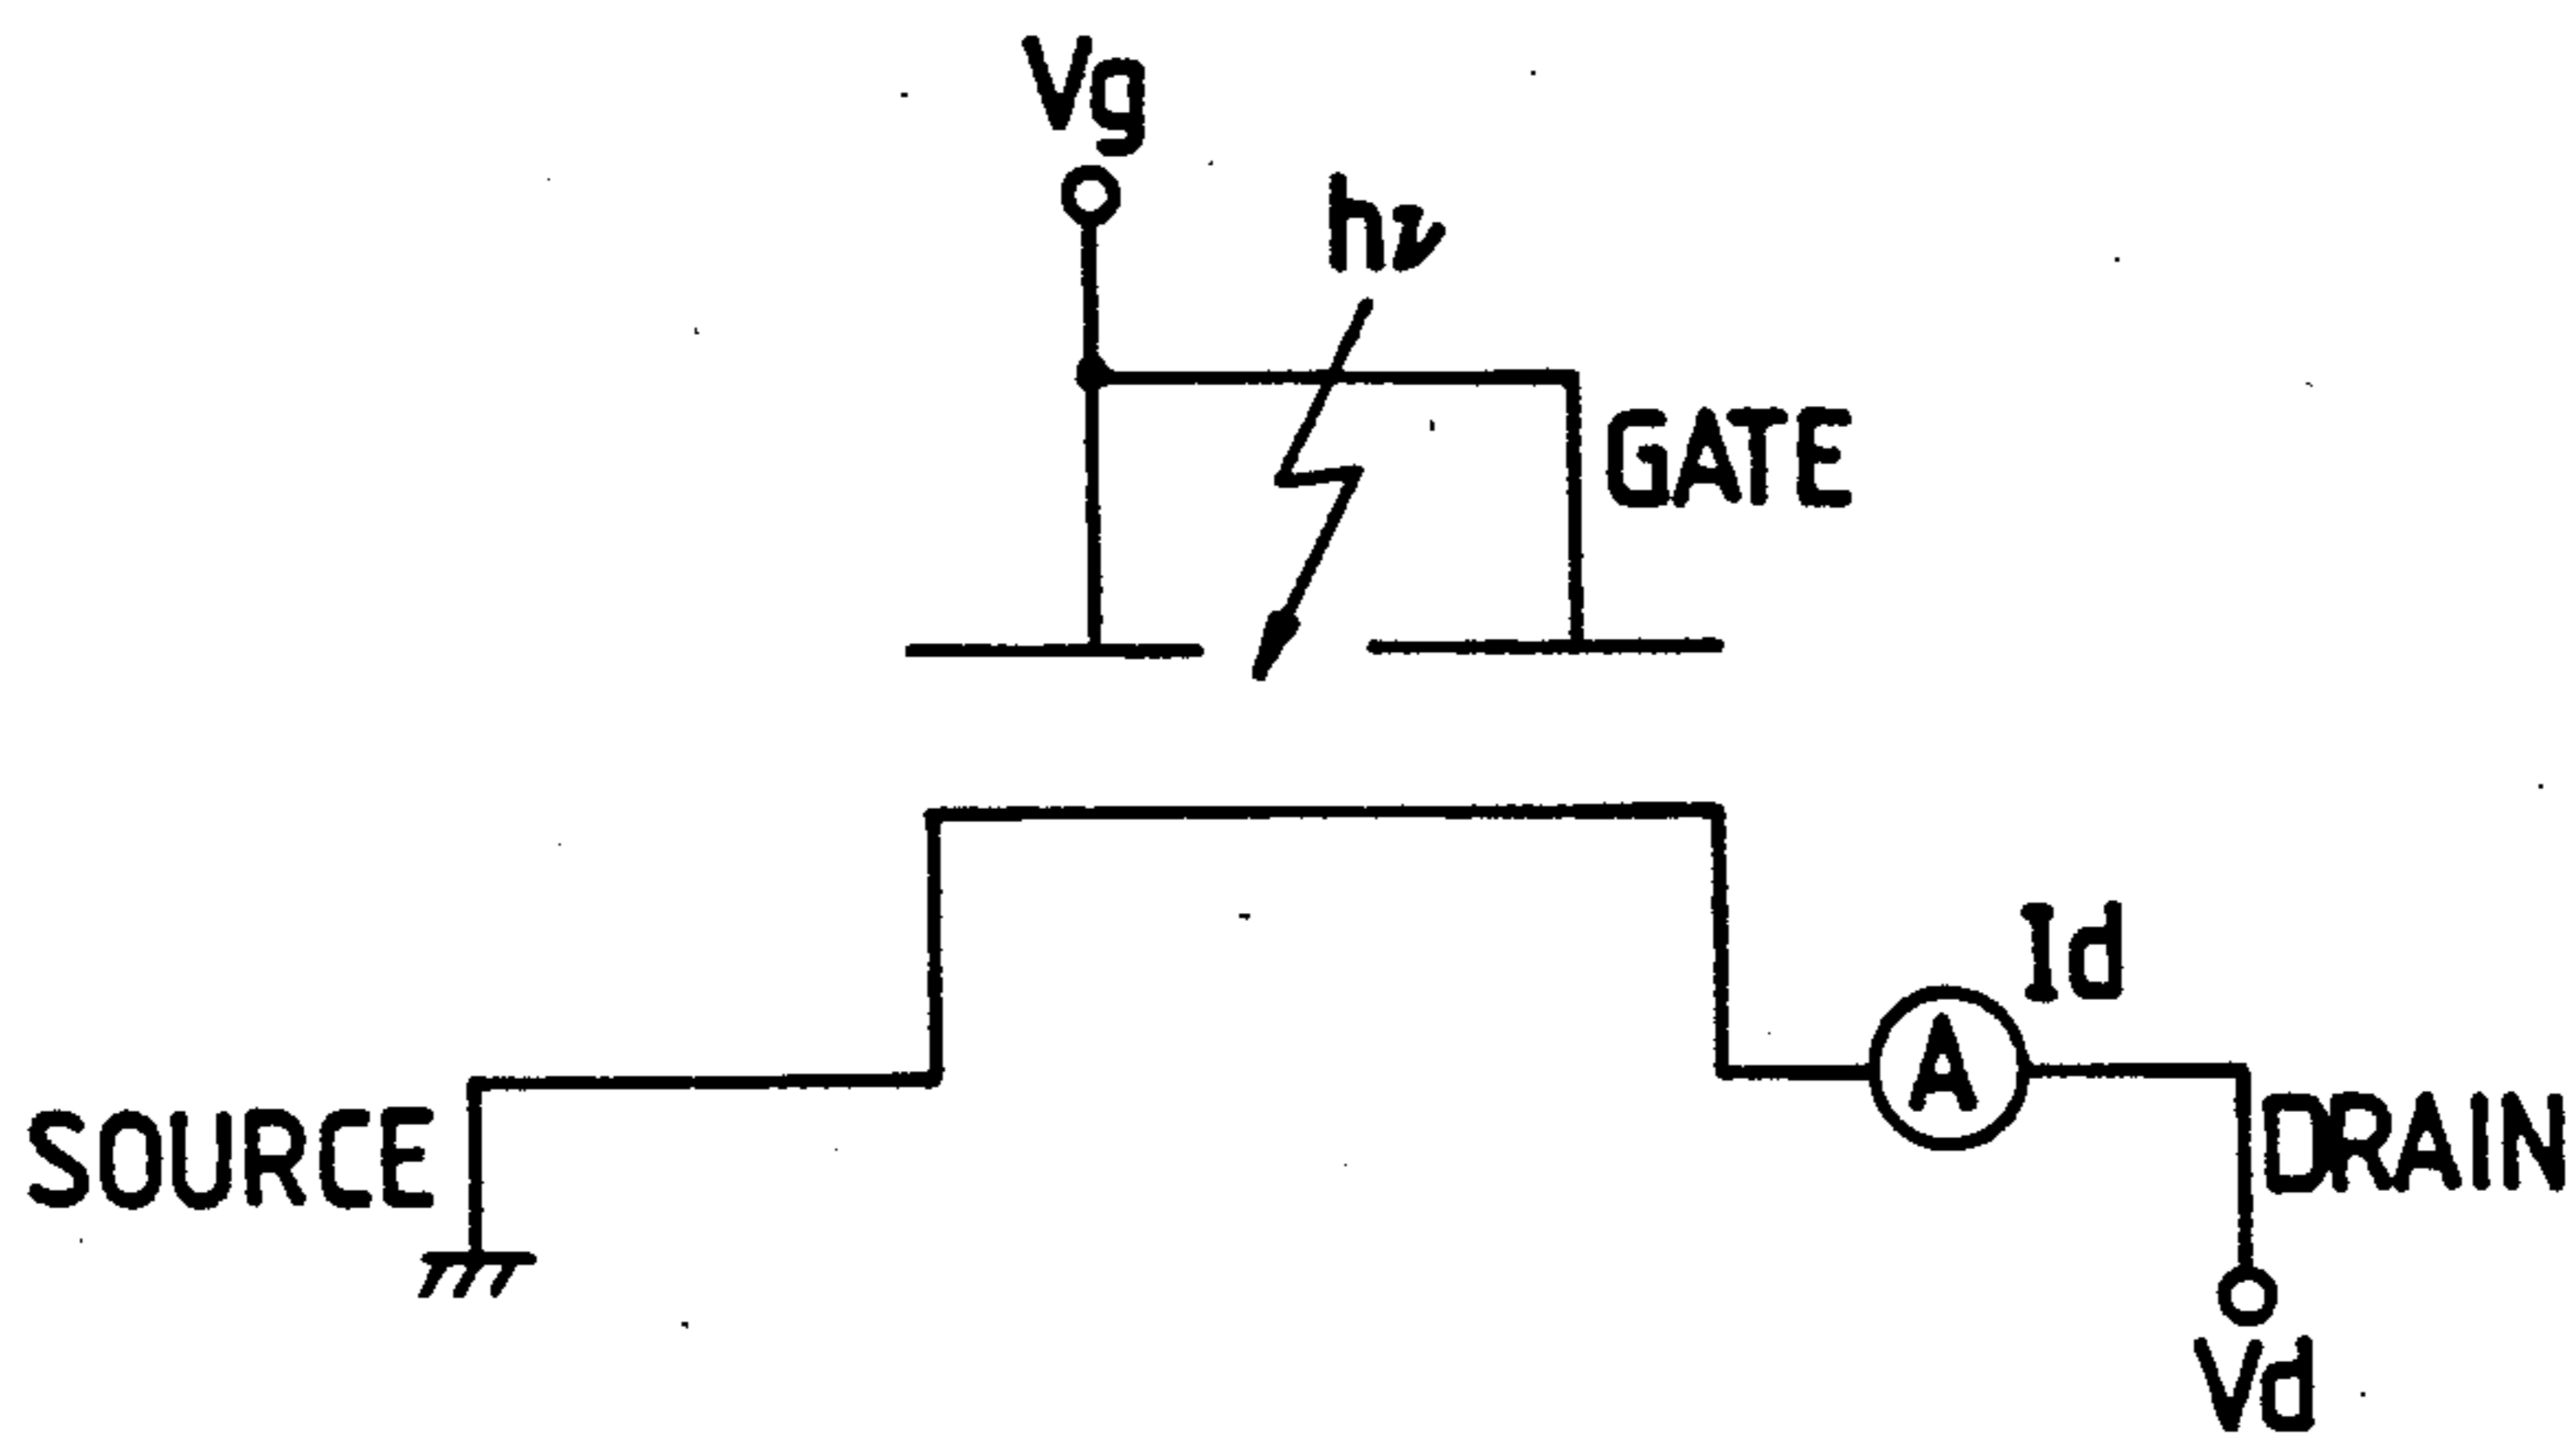 Vg
hν
GATE
Id
A
SOURCE
DRAIN
Vd